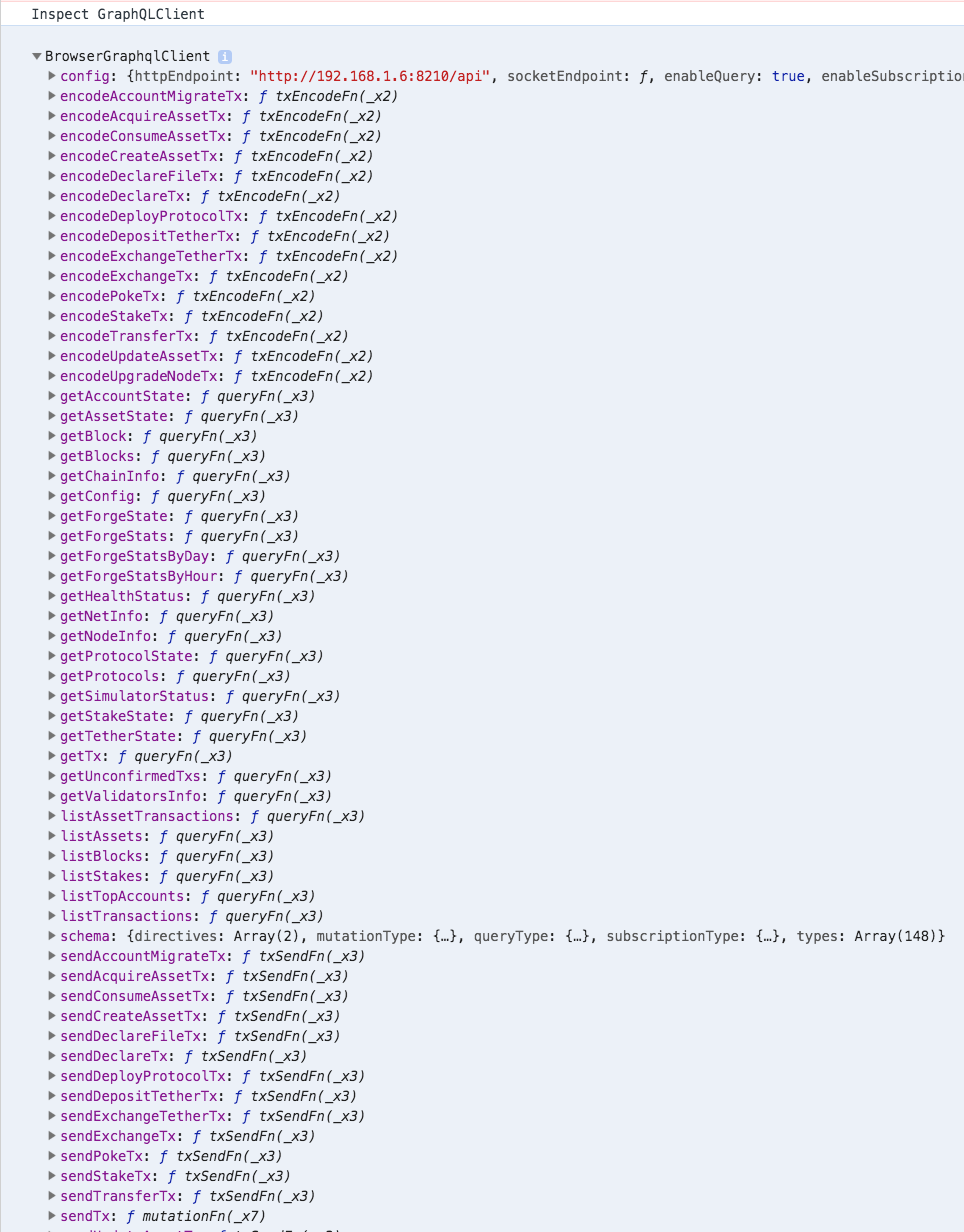 Inspect GraphQLClient
BrowserGraphqlClient i
config: {httpEndpoint: "http://192.168.1.6:8210/api", socketEndpoint: ƒ, enableQuery: true, enableSubscriptio
encodeAccountMigrateTx: ƒ txEncodeFn(_x2)
encodeAcquireAssetTx: ƒ txEncodeFn(_x2)
encodeConsumeAssetTx: ƒ txEncodeFn(_x2)
encodeCreateAssetTx: ƒ txEncodeFn(_x2)
encodeDeclareFileTx: ƒ txEncodeFn(_x2)
encodeDeclareTx: ƒ txEncodeFn(_x2)
encodeDeployProtocolTx: ƒ txEncodeFn(_x2)
encodeDepositTetherTx: ƒ txEncodeFn(_x2)
encodeExchangeTetherTx: ƒ txEncodeFn(_x2)
encodeExchangeTx: ƒ txEncodeFn(_x2)
encodePokeTx: ƒ txEncodeFn(_x2)
encodeStakeTx: ƒ txEncodeFn(_x2)
encodeTransferTx: ƒ txEncodeFn(_x2)
encodeUpdateAssetTx: ƒ txEncodeFn(_x2)
encodeUpgradeNodeTx: ƒ txEncodeFn(_x2)
getAccountState: ƒ queryFn(_x3)
getAssetState: ƒ queryFn(_x3)
getBlock: ƒ queryFn(_x3)
getBlocks: ƒ queryFn(_x3)
getChainInfo: ƒ queryFn(_x3)
getConfig: ƒ queryFn(_x3)
getForgeState: ƒ queryFn(_x3)
getForgeStats: ƒ queryFn(_x3)
getForgeStatsByDay: ƒ queryFn(_x3)
getForgeStatsByHour: ƒ queryFn(_x3)
getHealthStatus: ƒ queryFn(_x3)
getNetInfo: ƒ queryFn(_x3)
getNodeInfo: ƒ queryFn(_x3)
getProtocolState: ƒ queryFn(_x3)
getProtocols: ƒ queryFn(_x3)
getSimulatorStatus: ƒ queryFn(_x3)
getStakeState: ƒ queryFn(_x3)
getTetherState: ƒ queryFn(_x3)
getTx: ƒ queryFn(_x3)
getUnconfirmedTxs: ƒ queryFn(_x3)
getValidatorsInfo: ƒ queryFn(_x3)
listAssetTransactions: ƒ queryFn(_x3)
listAssets: ƒ queryFn(_x3)
listBlocks: ƒ queryFn(_x3)
listStakes: ƒ queryFn(_x3)
listTopAccounts: ƒ queryFn(_x3)
listTransactions: ƒ queryFn(_x3)
schema: {directives: Array(2), mutationType: {…}, queryType: {…}, subscriptionType: {…}, types: Array(148)}
sendAccountMigrateTx: ƒ txSendFn(_x3)
sendAcquireAssetTx: ƒ txSendFn(_x3)
sendConsumeAssetTx: ƒ txSendFn(_x3)
sendCreateAssetTx: ƒ txSendFn(_x3)
sendDeclareFileTx: ƒ txSendFn(_x3)
sendDeclareTx: ƒ txSendFn(_x3)
sendDeployProtocolTx: ƒ txSendFn(_x3)
sendDepositTetherTx: ƒ txSendFn(_x3)
sendExchangeTetherTx: ƒ txSendFn(_x3)
sendExchangeTx: ƒ txSendFn(_x3)
sendPokeTx: ƒ txSendFn(_x3)
sendStakeTx: ƒ txSendFn(_x3)
sendTransferTx: ƒ txSendFn(_x3)
sendTx: ƒ mutationFn(_x7)